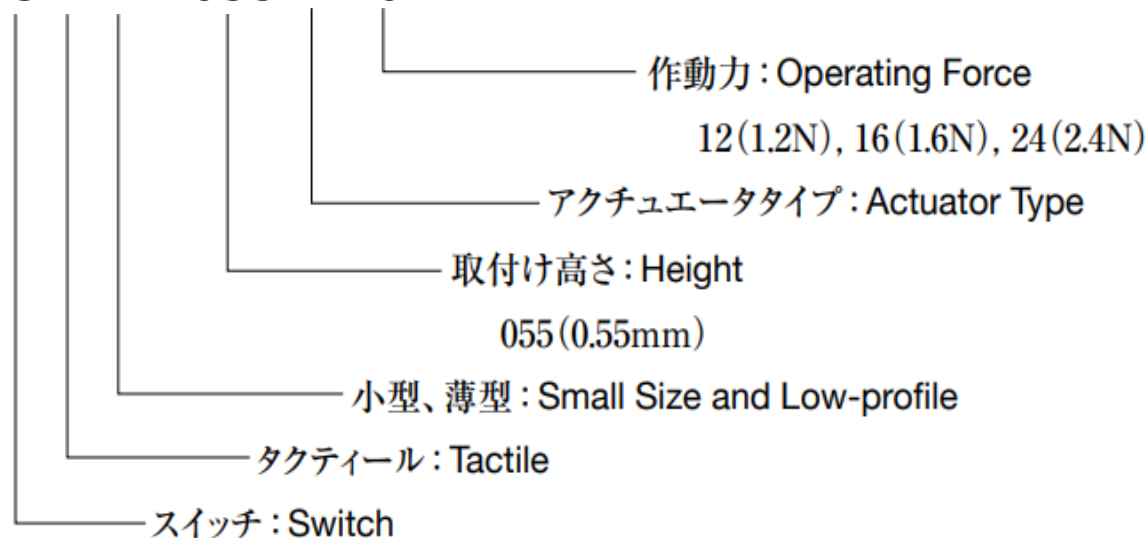 作動力：Operating Force
12(1.2N), 16(1.6N), 24(2.4N)
アクチュエータタイプ：Actuator Type
取付け高さ：Height
055(0.55mm)
小型、薄型：Small Size and Low-profile
タクティール：Tactile
スイッチ：Switch